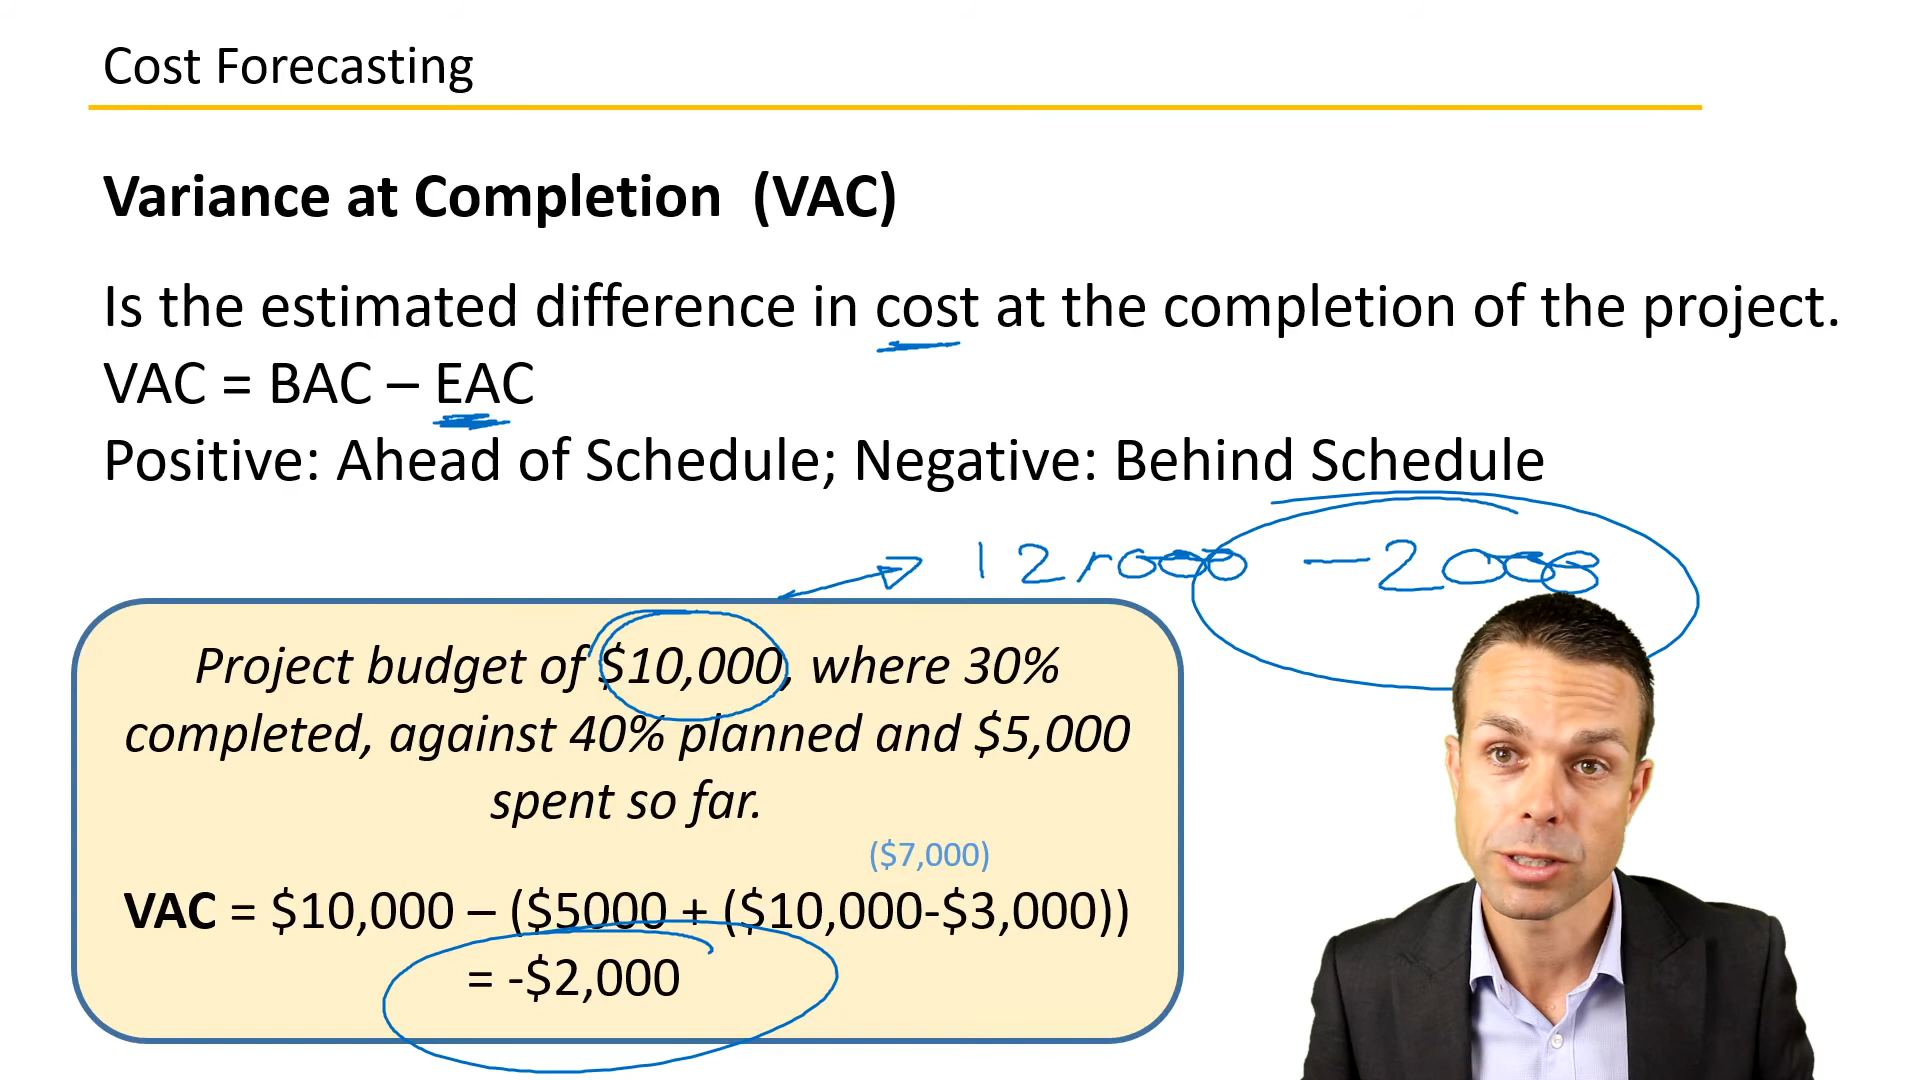 Cost Forecasting
Variance at Completion (VAC)
Is the estimated difference in cost at the completion of the project.
VAC = BAC – EAC
Positive: Ahead of Schedule; Negative: Behind Schedule
12,000 -2000
Project budget of $10,000, where 30%
completed, against 40% planned and $5,000
spent so far.
($7,000)
VAC = $10,000 – ($5000 + ($10,000-$3,000))
= -$2,000